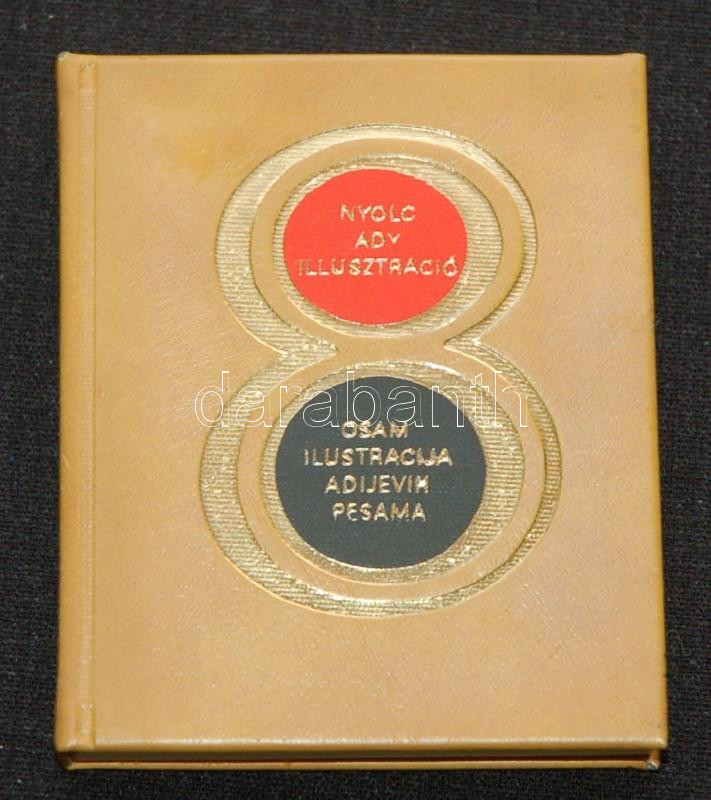 NYOLC
ADY
ILLUSZTRACIÓ
darabanth
OSAM
ILUSTRACIJA
ADIJEVIH
PESAMA